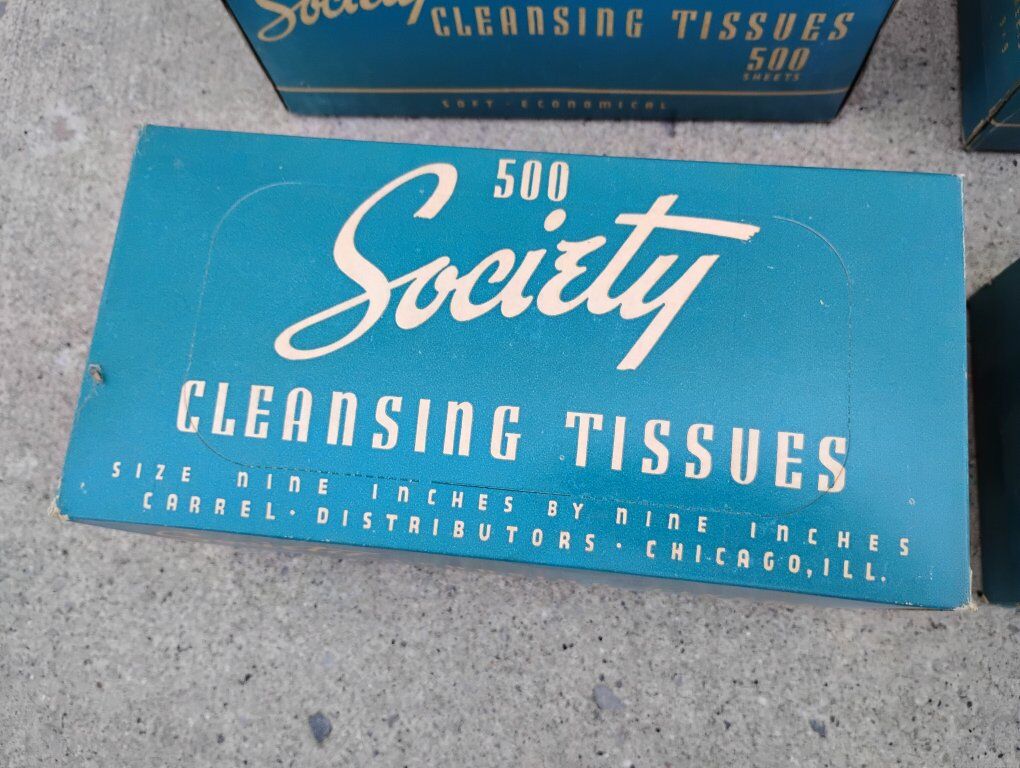 Society
CLEANSING TISSUES
500
SHEETS
SOFT · ECONOMICAL
500
Society
CLEANSING TISSUES
SIZE NINE INCHES BY NINE INCHES
CARREL · DISTRIBUTORS · CHICAGO, ILL.